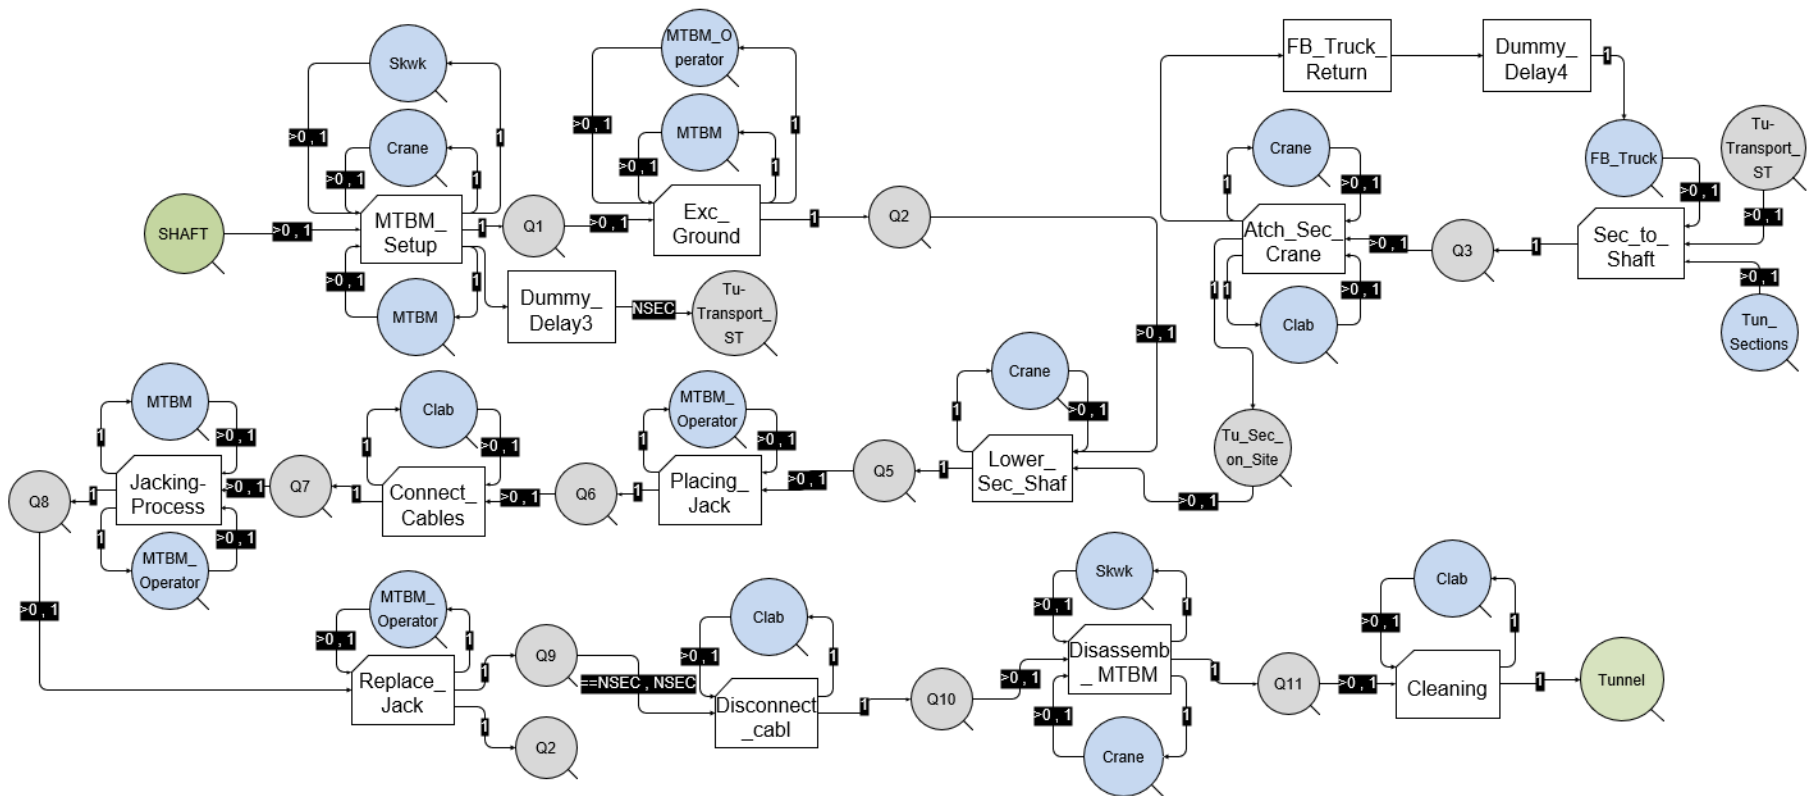 Skwk
>0 , 1
1
Crane
>0 , 1
1
SHAFT
>0 , 1
MTBM_
Setup
1
Q1
>0 , 1
1
MTBM
Dummy_
Delay3
NSEC
Tu-
Transport_
ST
MTBM_O
perator
>0 , 1
1
MTBM
>0 , 1
1
>0 , 1
Exc_
Ground
1
Q2
>0 , 1
FB_Truck_
Return
Dummy_
Delay4
1
FB_Truck
>0 , 1
Tu-
Transport_
ST
>0 , 1
Crane
1
>0 , 1
Atch_Sec_
Crane
>0 , 1
Q3
1
Sec_to_
Shaft
>0 , 1
Tun_
Sections
1
1
>0 , 1
Clab
Tu_Sec_
on_Site
>0 , 1
Crane
1
>0 , 1
Lower_
Sec_Shaf
1
Q5
>0 , 1
MTBM_
Operator
1
>0 , 1
Placing_
Jack
1
Q6
>0 , 1
Clab
1
>0 , 1
Connect_
Cables
1
Q7
>0 , 1
MTBM
1
>0 , 1
Jacking-
Process
1
Q8
1
>0 , 1
MTBM_
Operator
>0 , 1
MTBM_
Operator
>0 , 1
1
Replace_
Jack
1
Q9
1
Q2
==NSEC , NSEC
Clab
>0 , 1
1
Disconnect
_cabl
1
Q10
>0 , 1
Skwk
>0 , 1
1
Disassemb
_ MTBM
1
>0 , 1
1
Crane
Q11
>0 , 1
Clab
>0 , 1
1
Cleaning
1
Tunnel